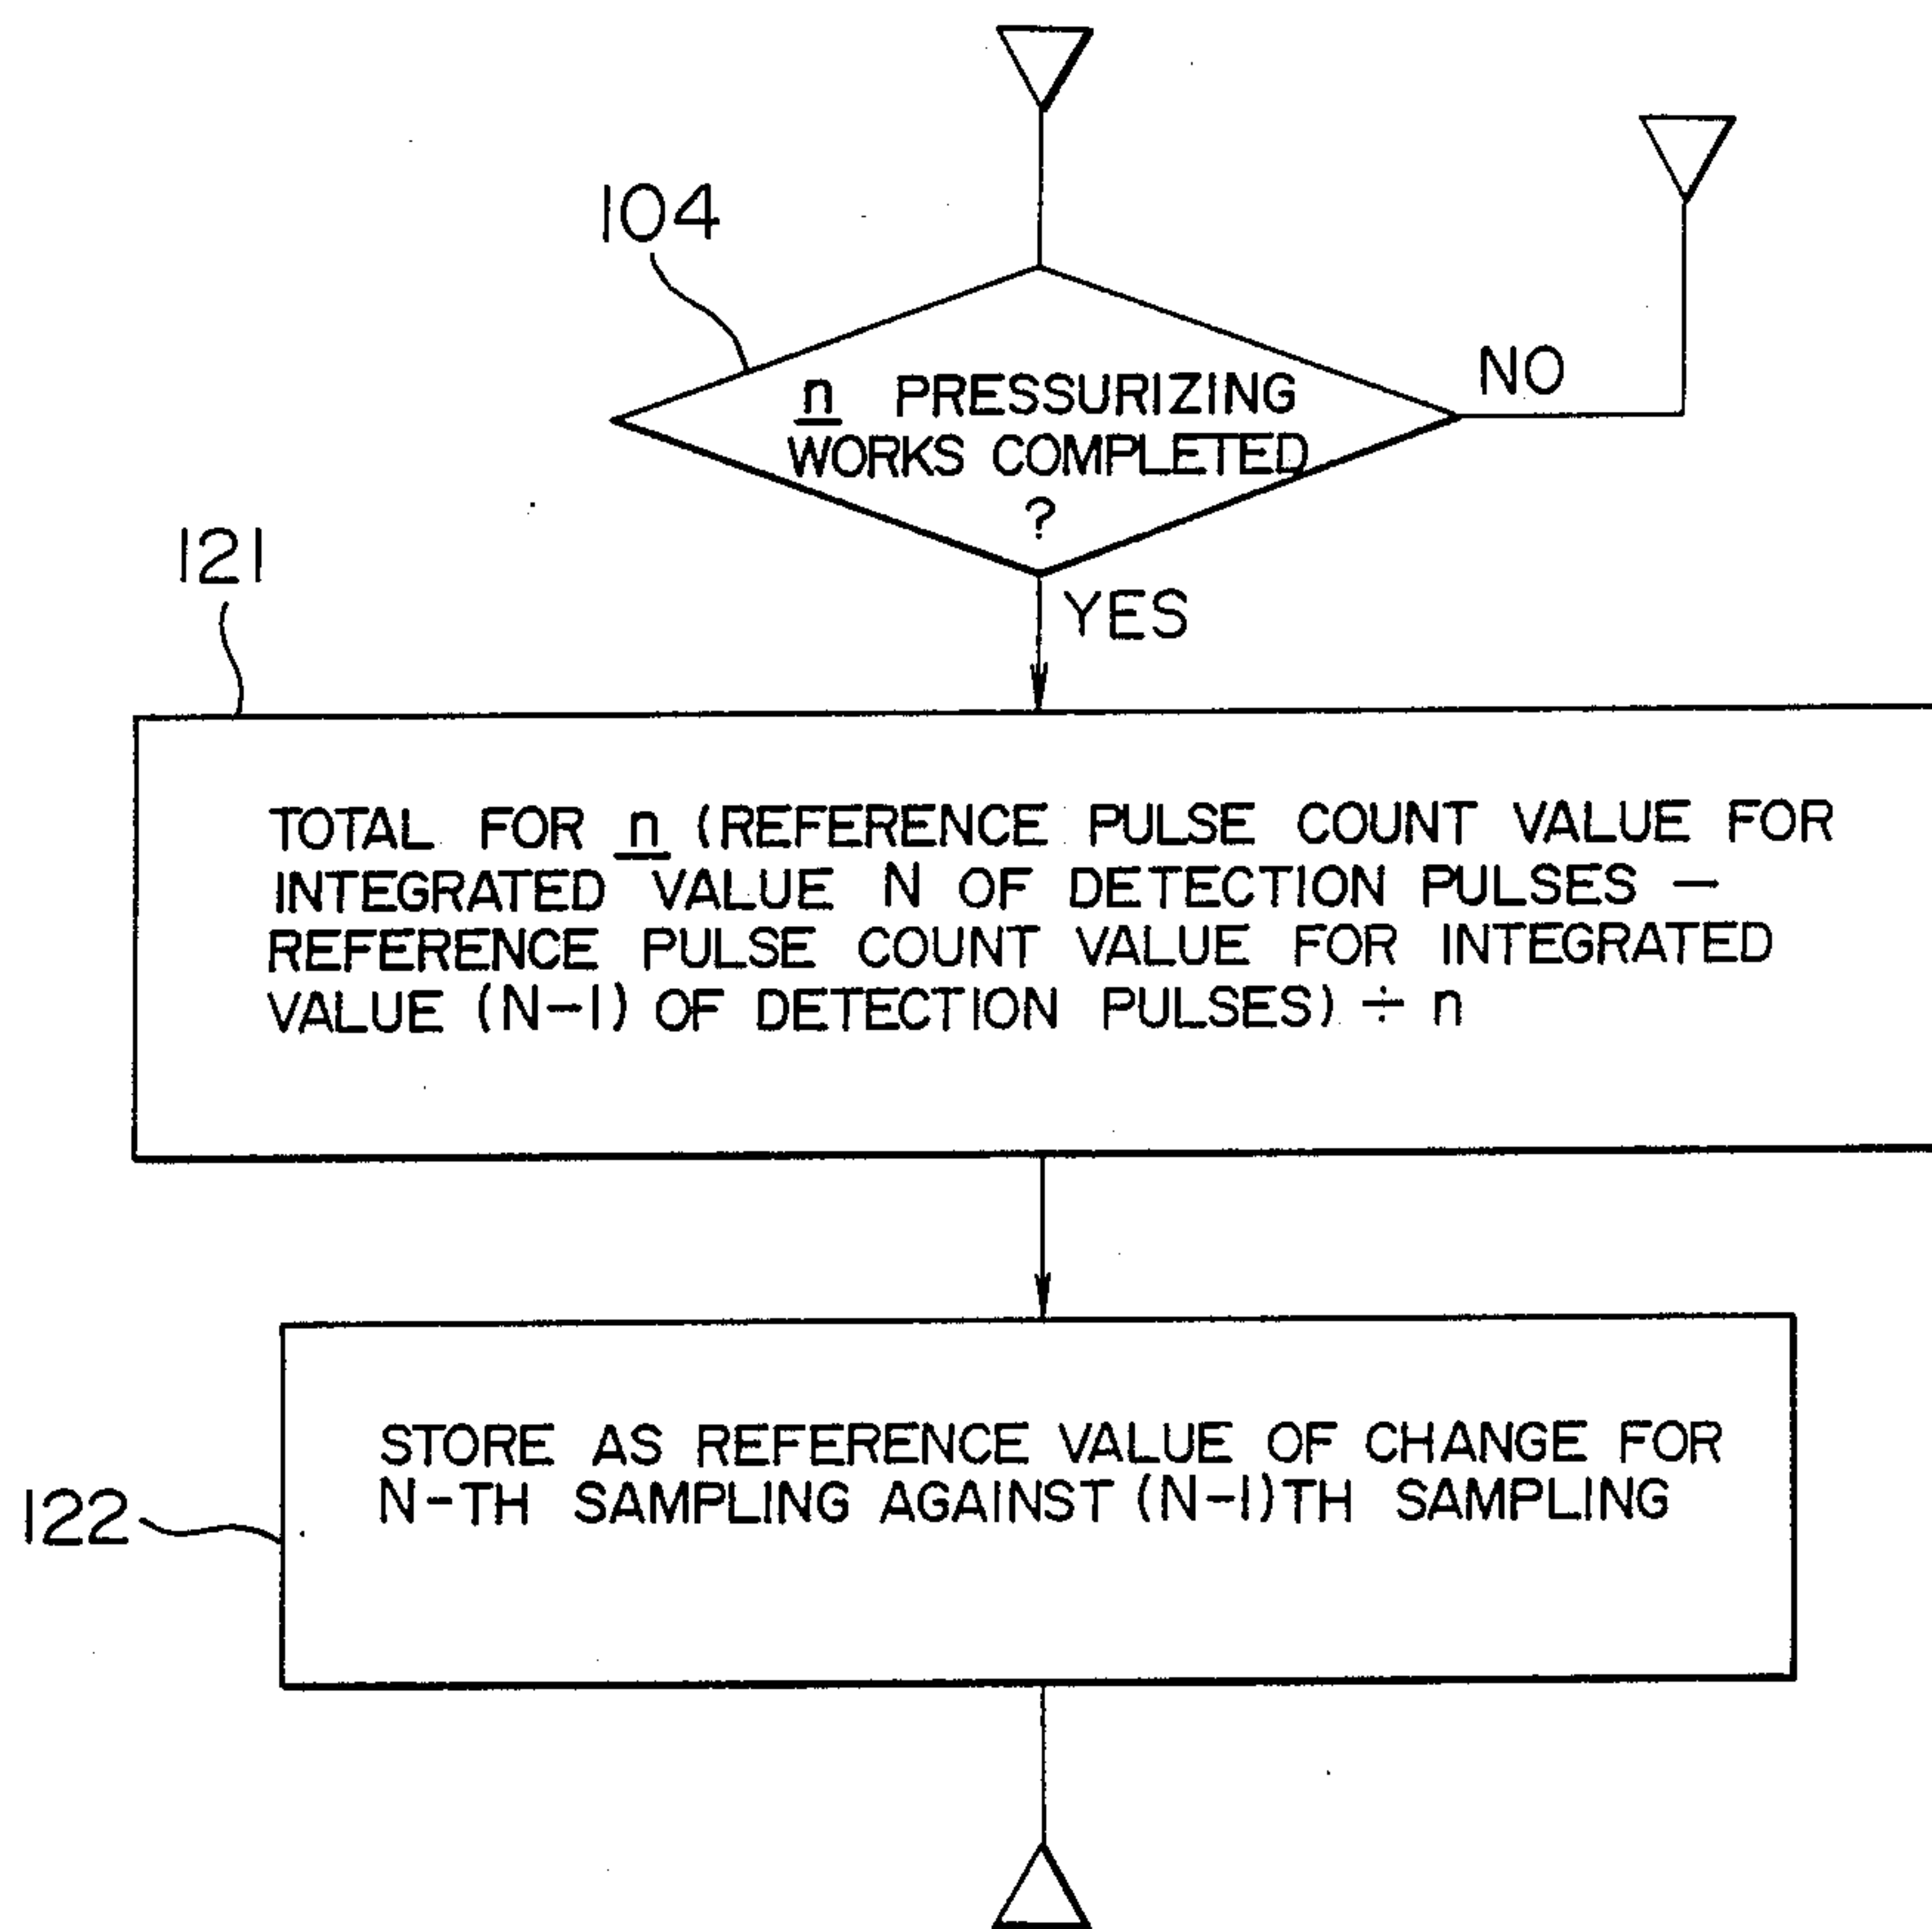 104
n PRESSURIZING
WORKS COMPLETED
?
NO
YES
121
TOTAL FOR n (REFERENCE PULSE COUNT VALUE FOR
INTEGRATED VALUE N OF DETECTION PULSES —
REFERENCE PULSE COUNT VALUE FOR INTEGRATED
VALUE (N-1) OF DETECTION PULSES) ÷ n
122
STORE AS REFERENCE VALUE OF CHANGE FOR
N-TH SAMPLING AGAINST (N-1)TH SAMPLING